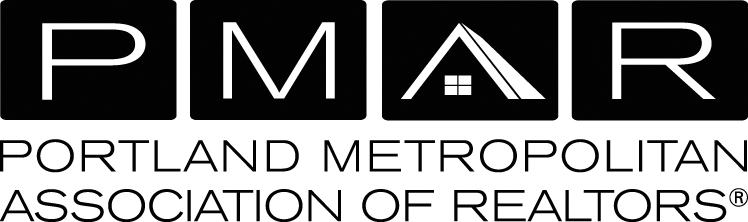 PMAR
PORTLAND METROPOLITAN
ASSOCIATION OF REALTORS®